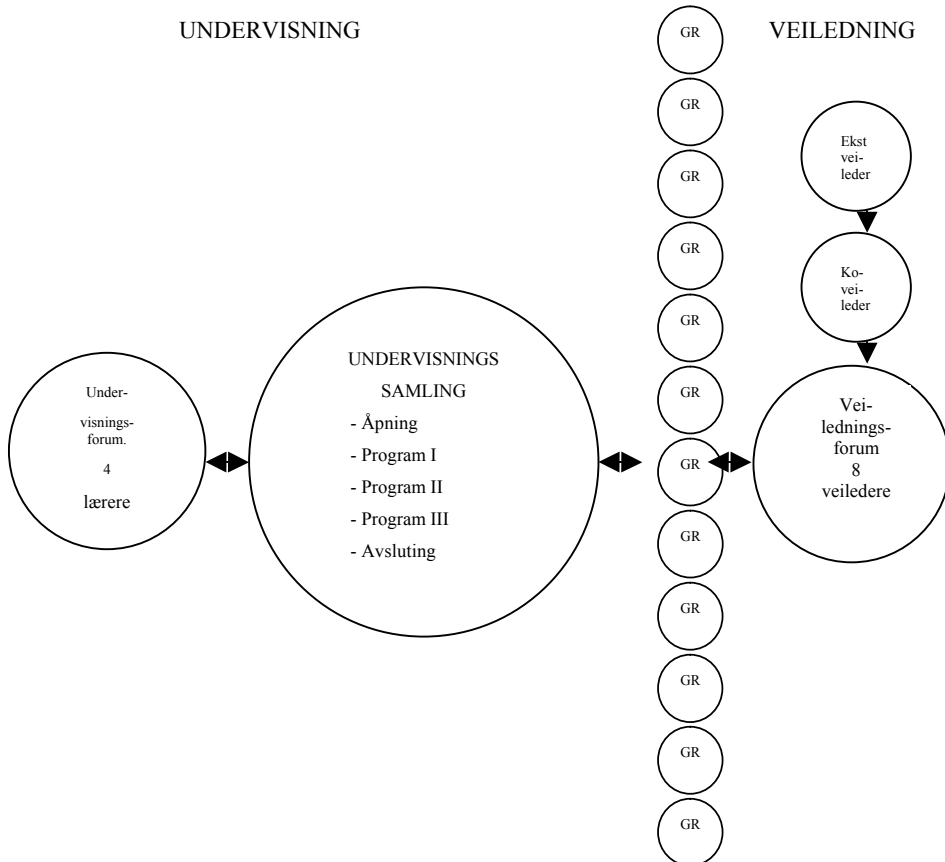 UNDERVISNING
VEILEDNING
Under-
visnings-
forum.
4
lærere
UNDERVISNINGS
SAMLING
- Åpning
- Program I
- Program II
- Program III
- Avsluting
GR
GR
GR
GR
GR
GR
GR
GR
GR
GR
GR
GR
Ekst
vei-
leder
Ko-
vei-
leder
Vei-
lednings-
forum
8
veiledere